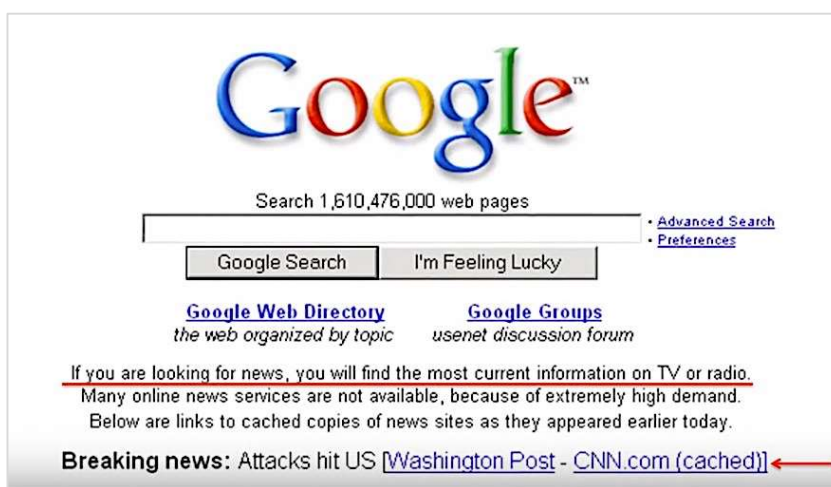 Google™
Search 1,610,476,000 web pages
• Advanced Search
• Preferences
Google Search I'm Feeling Lucky
Google Web Directory Google Groups
the web organized by topic usenet discussion forum
If you are looking for news, you will find the most current information on TV or radio.
Many online news services are not available, because of extremely high demand.
Below are links to cached copies of news sites as they appeared earlier today.
Breaking news: Attacks hit US [Washington Post - CNN.com (cached)]